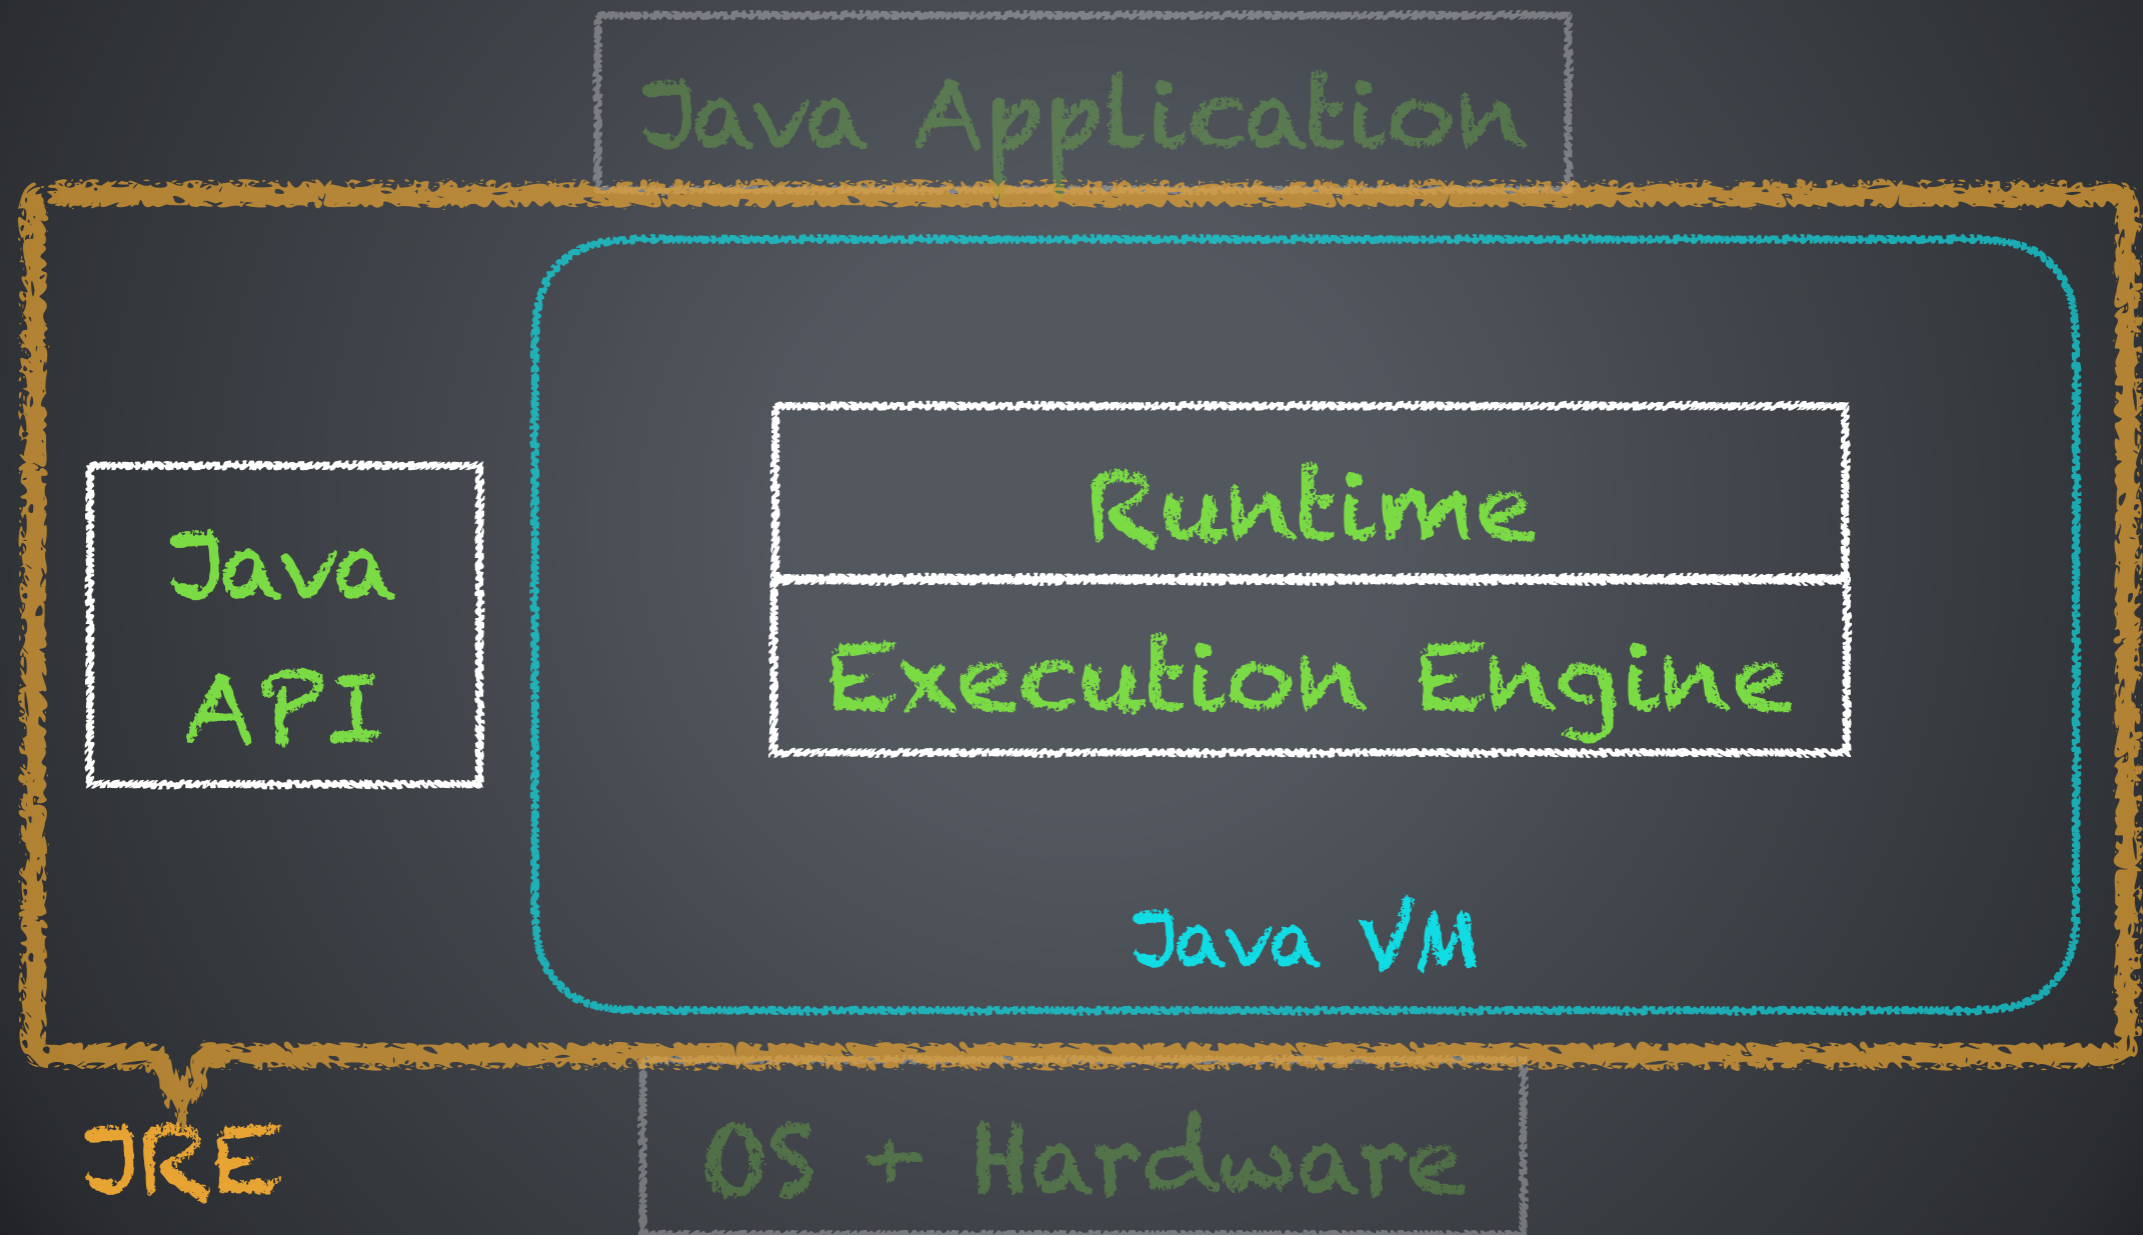 Java Application
Runtime
Java
API
Execution Engine
Java VM
JRE
OS + Hardware